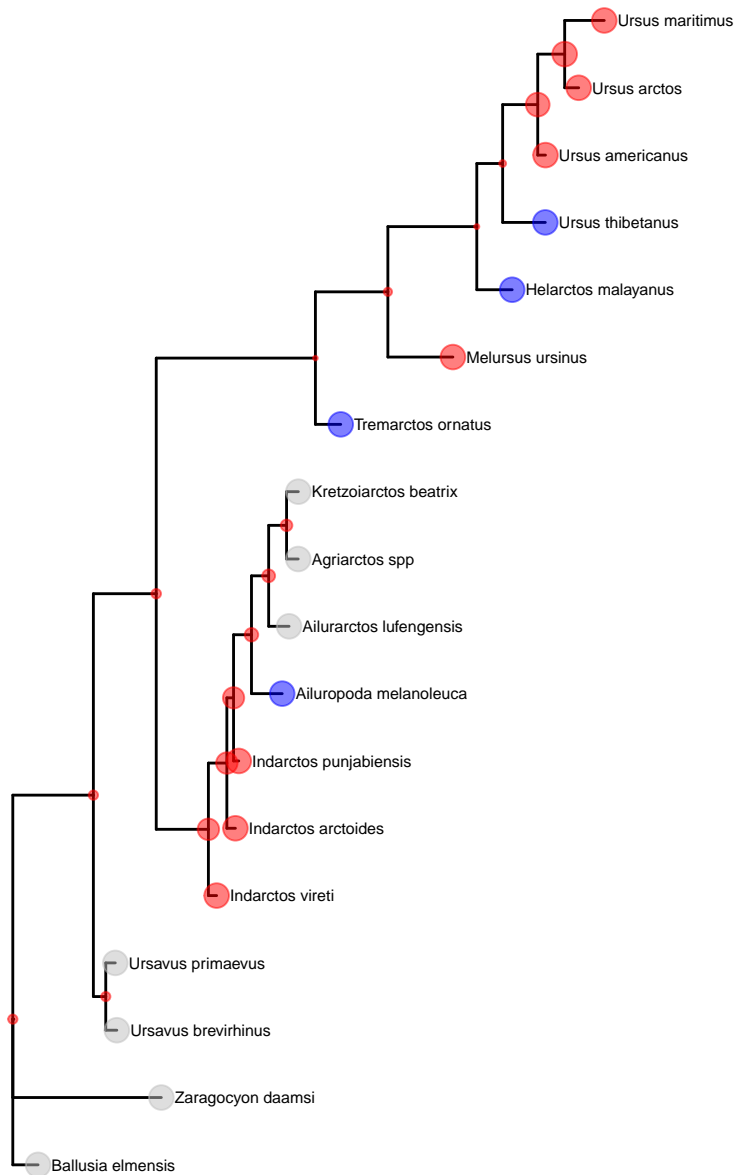 Ursus maritimus
Ursus arctos
Ursus americanus
Ursus thibetanus
Helarctos malayanus
Melursus ursinus
Tremarctos ornatus
Kretzoiarctos beatrix
Agriarctos spp
Ailurarctos lufengensis
Ailuropoda melanoleuca
Indarctos punjabiensis
Indarctos arctoides
Indarctos vireti
Ursavus primaevus
Ursavus brevirhinus
Zaragocyon daamsi
Ballusia elmensis